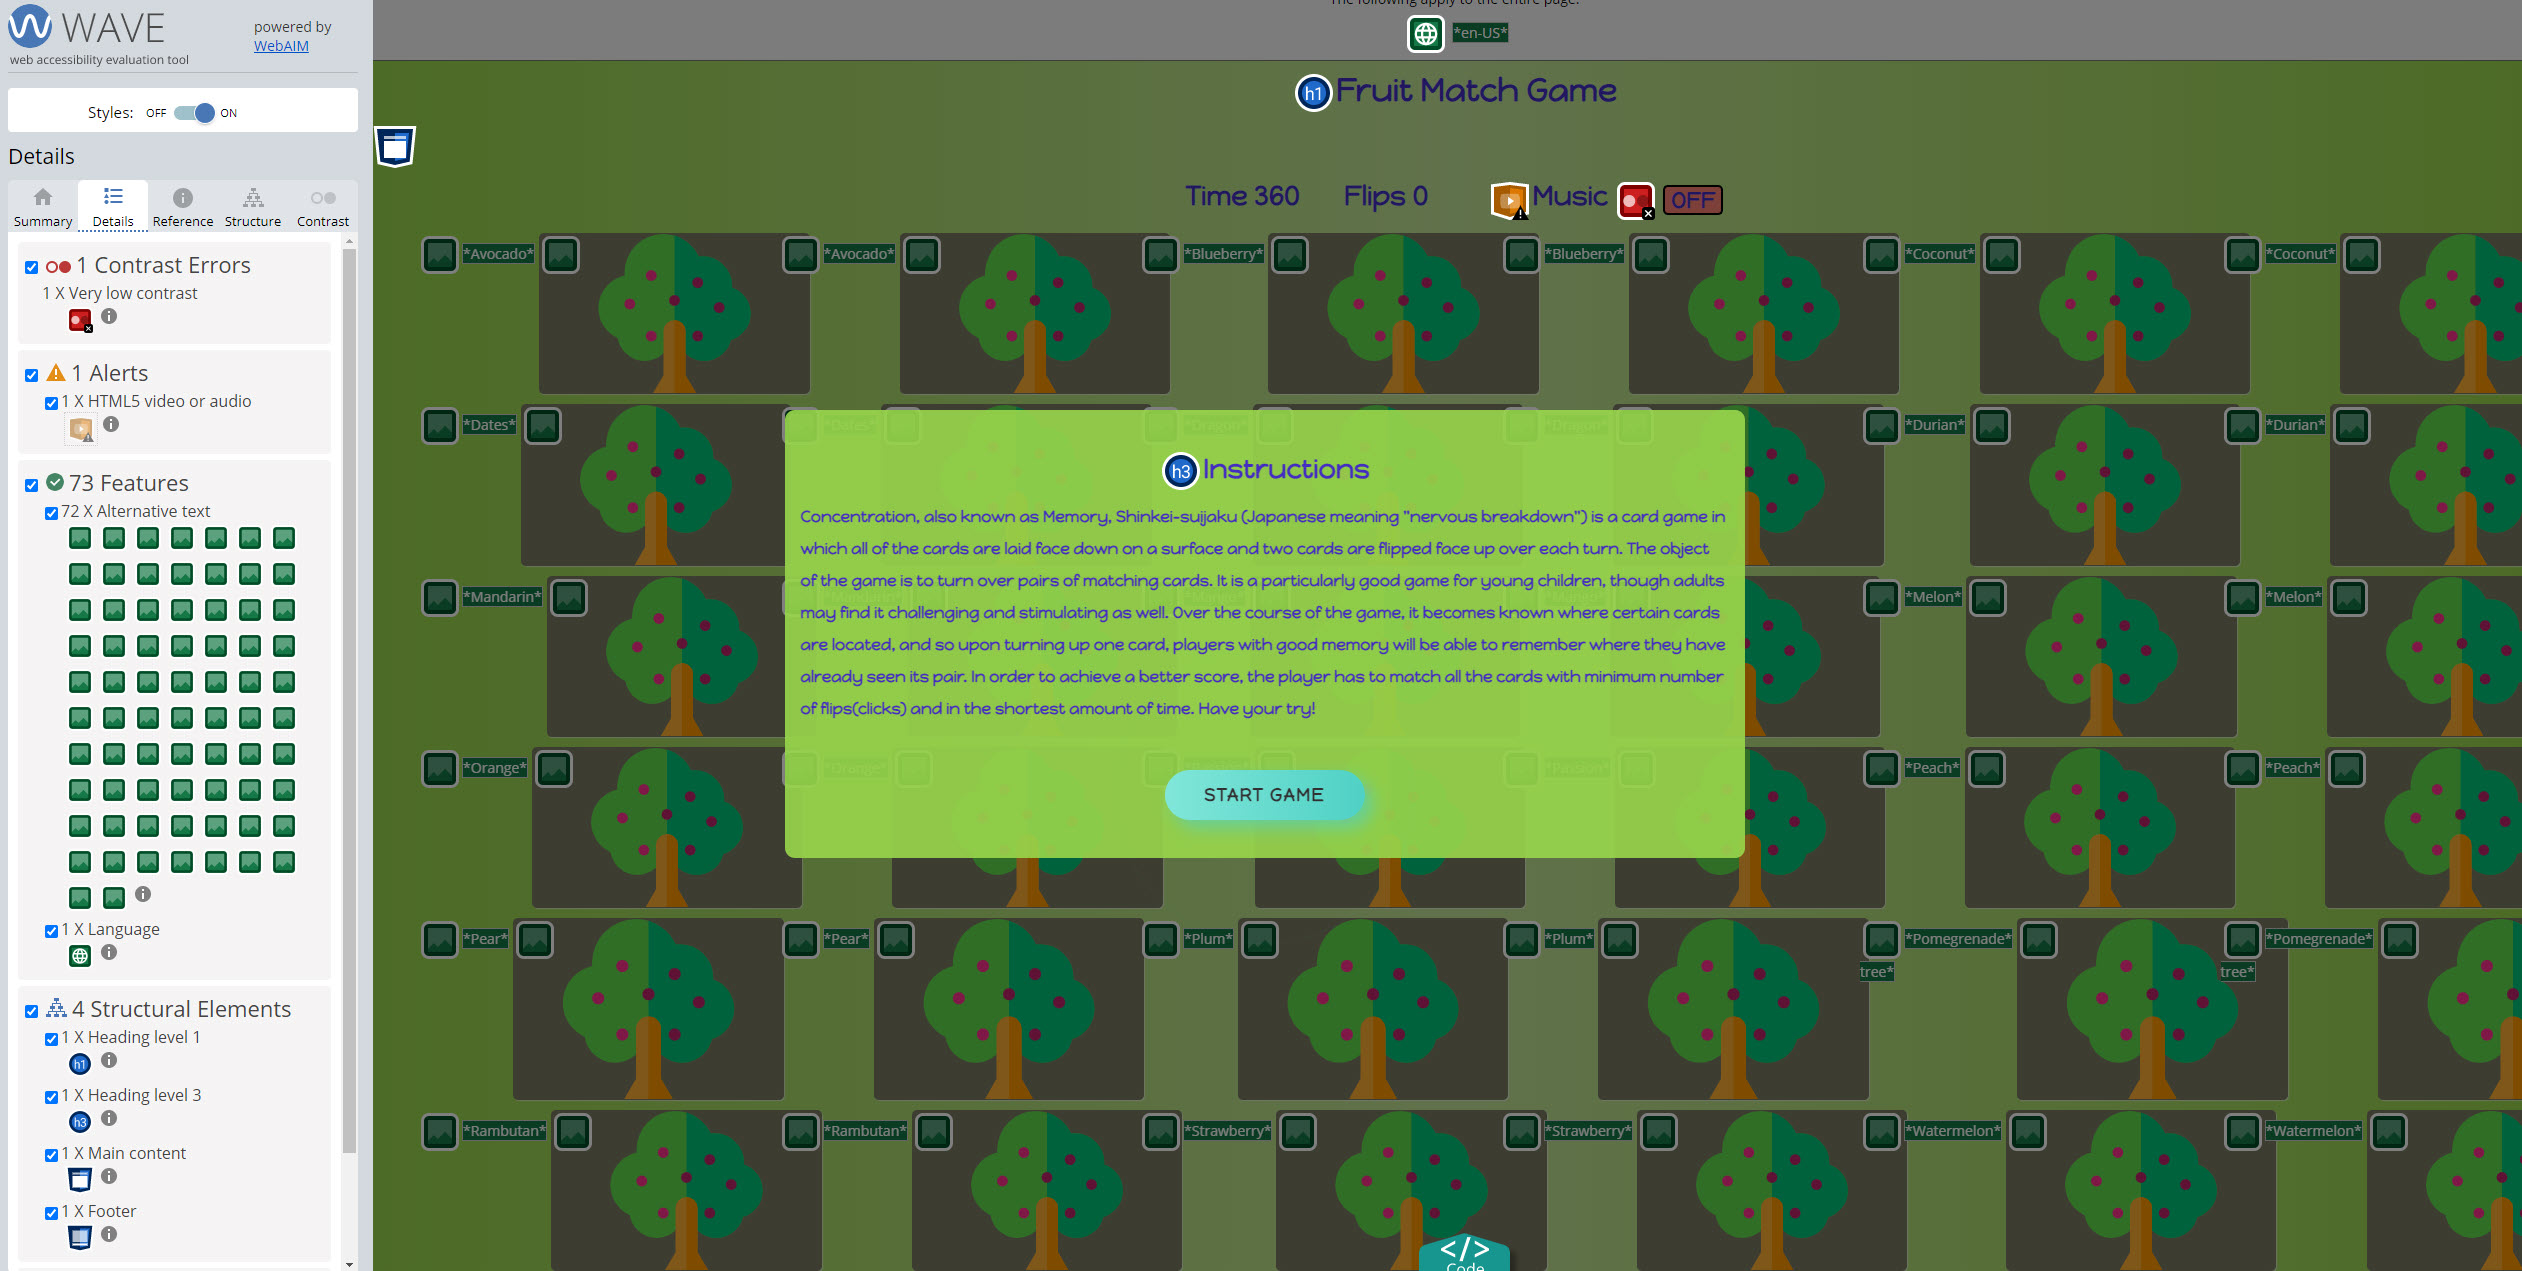 WAVE
powered by
WebAIM
web accessibility evaluation tool
Styles: OFF ON
Details
Summary Details Reference Structure Contrast
1 Contrast Errors
1 X Very low contrast
1 Alerts
1 X HTML5 video or audio
73 Features
72 X Alternative text
1 X Language
4 Structural Elements
1 X Heading level 1
h1
1 X Heading level 3
h3
1 X Main content
1 X Footer
The following apply to the entire page:
*en-US*
h1 Fruit Match Game
Time 360 Flips 0 Music OFF
*Avocado* *Avocado* *Blueberry* *Blueberry* *Coconut* *Coconut*
*Dates* *Dates* *Dragon* *Dragon* *Durian* *Durian*
h3 Instructions
Concentration, also known as Memory, Shinkei-suijaku (Japanese meaning "nervous breakdown") is a card game in
which all of the cards are laid face down on a surface and two cards are flipped face up over each turn. The object
of the game is to turn over pairs of matching cards. It is a particularly good game for young children, though adults
may find it challenging and stimulating as well. Over the course of the game, it becomes known where certain cards
are located, and so upon turning up one card, players with good memory will be able to remember where they have
already seen its pair. In order to achieve a better score, the player has to match all the cards with minimum number
of flips(clicks) and in the shortest amount of time. Have your try!
START GAME
*Mandarin* *Mandarin* *Melon* *Melon*
*Orange* *Orange* *Peach* *Peach*
*Pear* *Pear* *Plum* *Plum* *Pomegrenade* *Pomegrenade*
tree* tree*
*Rambutan* *Rambutan* *Strawberry* *Strawberry* *Watermelon* *Watermelon*
</> 
Code